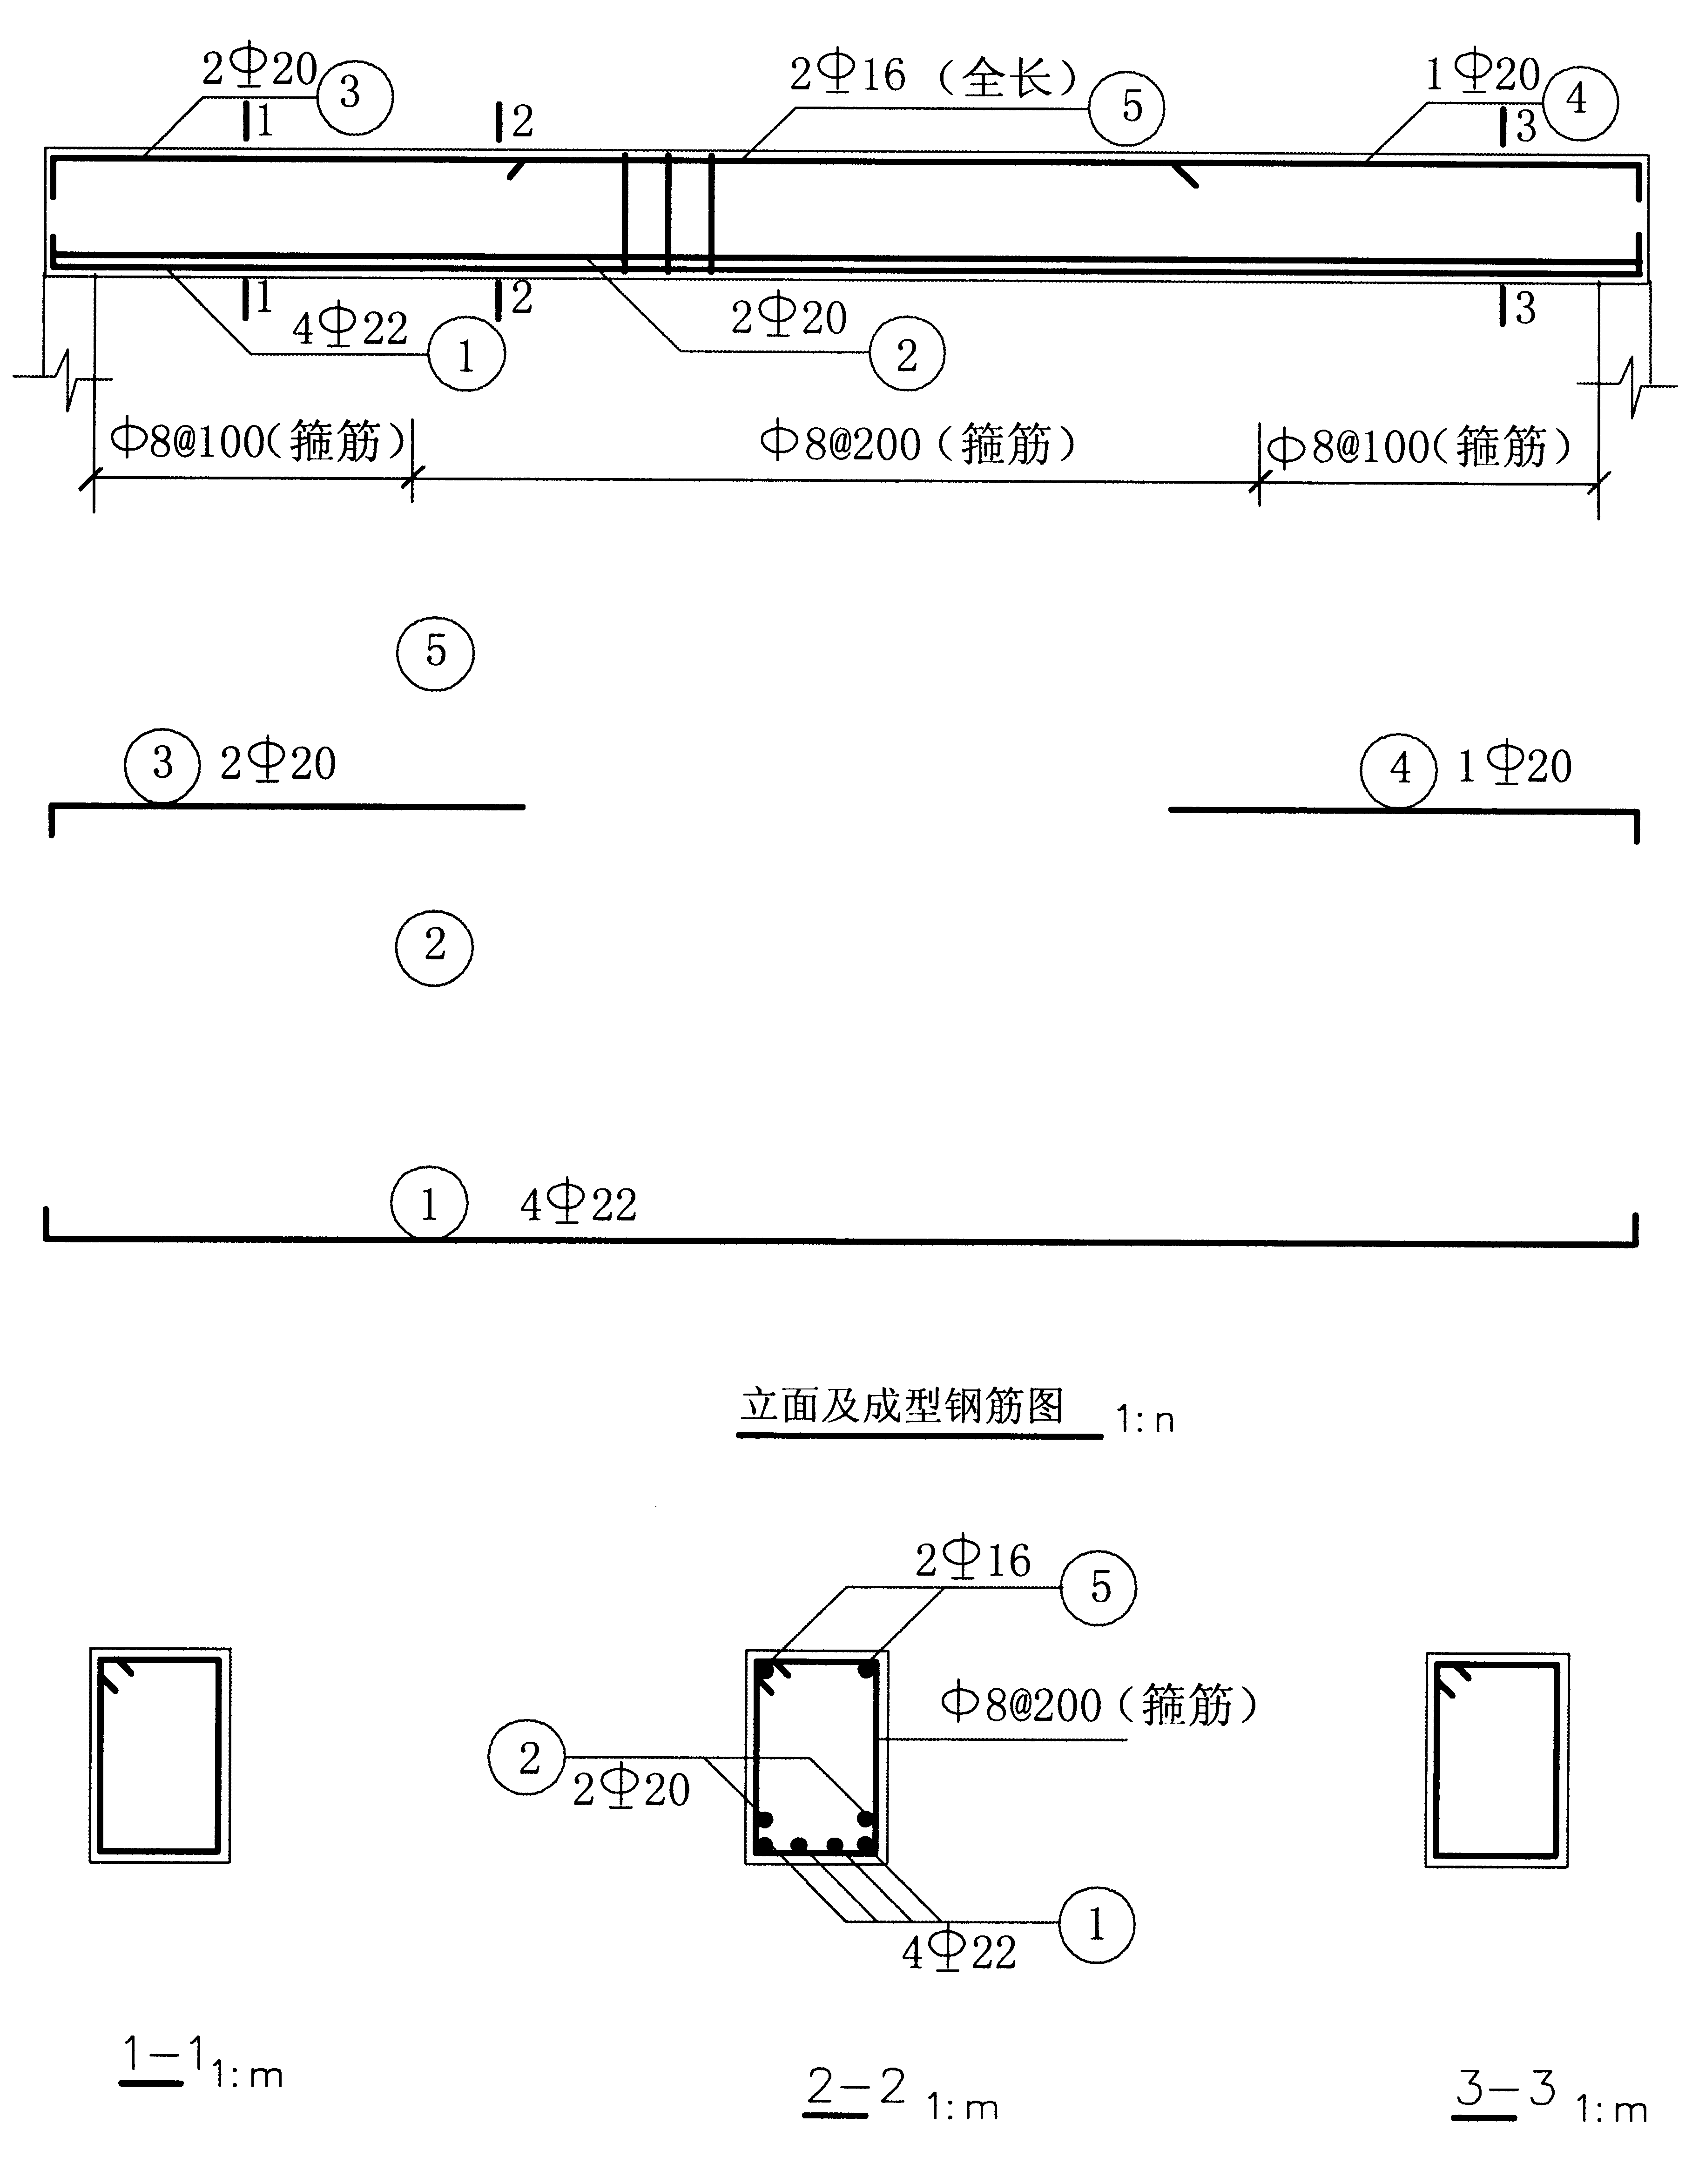 2Φ20 3
2Φ16 (全长) 5
1Φ20 4
1 2 3
1 2 3
4Φ22 1
2Φ20 2
Φ8@100(箍筋) Φ8@200(箍筋) Φ8@100(箍筋)
5
3 2Φ20
4 1Φ20
2
1 4Φ22
立面及成型钢筋图 1:n
2Φ16 5
Φ8@200(箍筋)
2 2Φ20
1
4Φ22
1-1 1:m
2-2 1:m
3-3 1:m